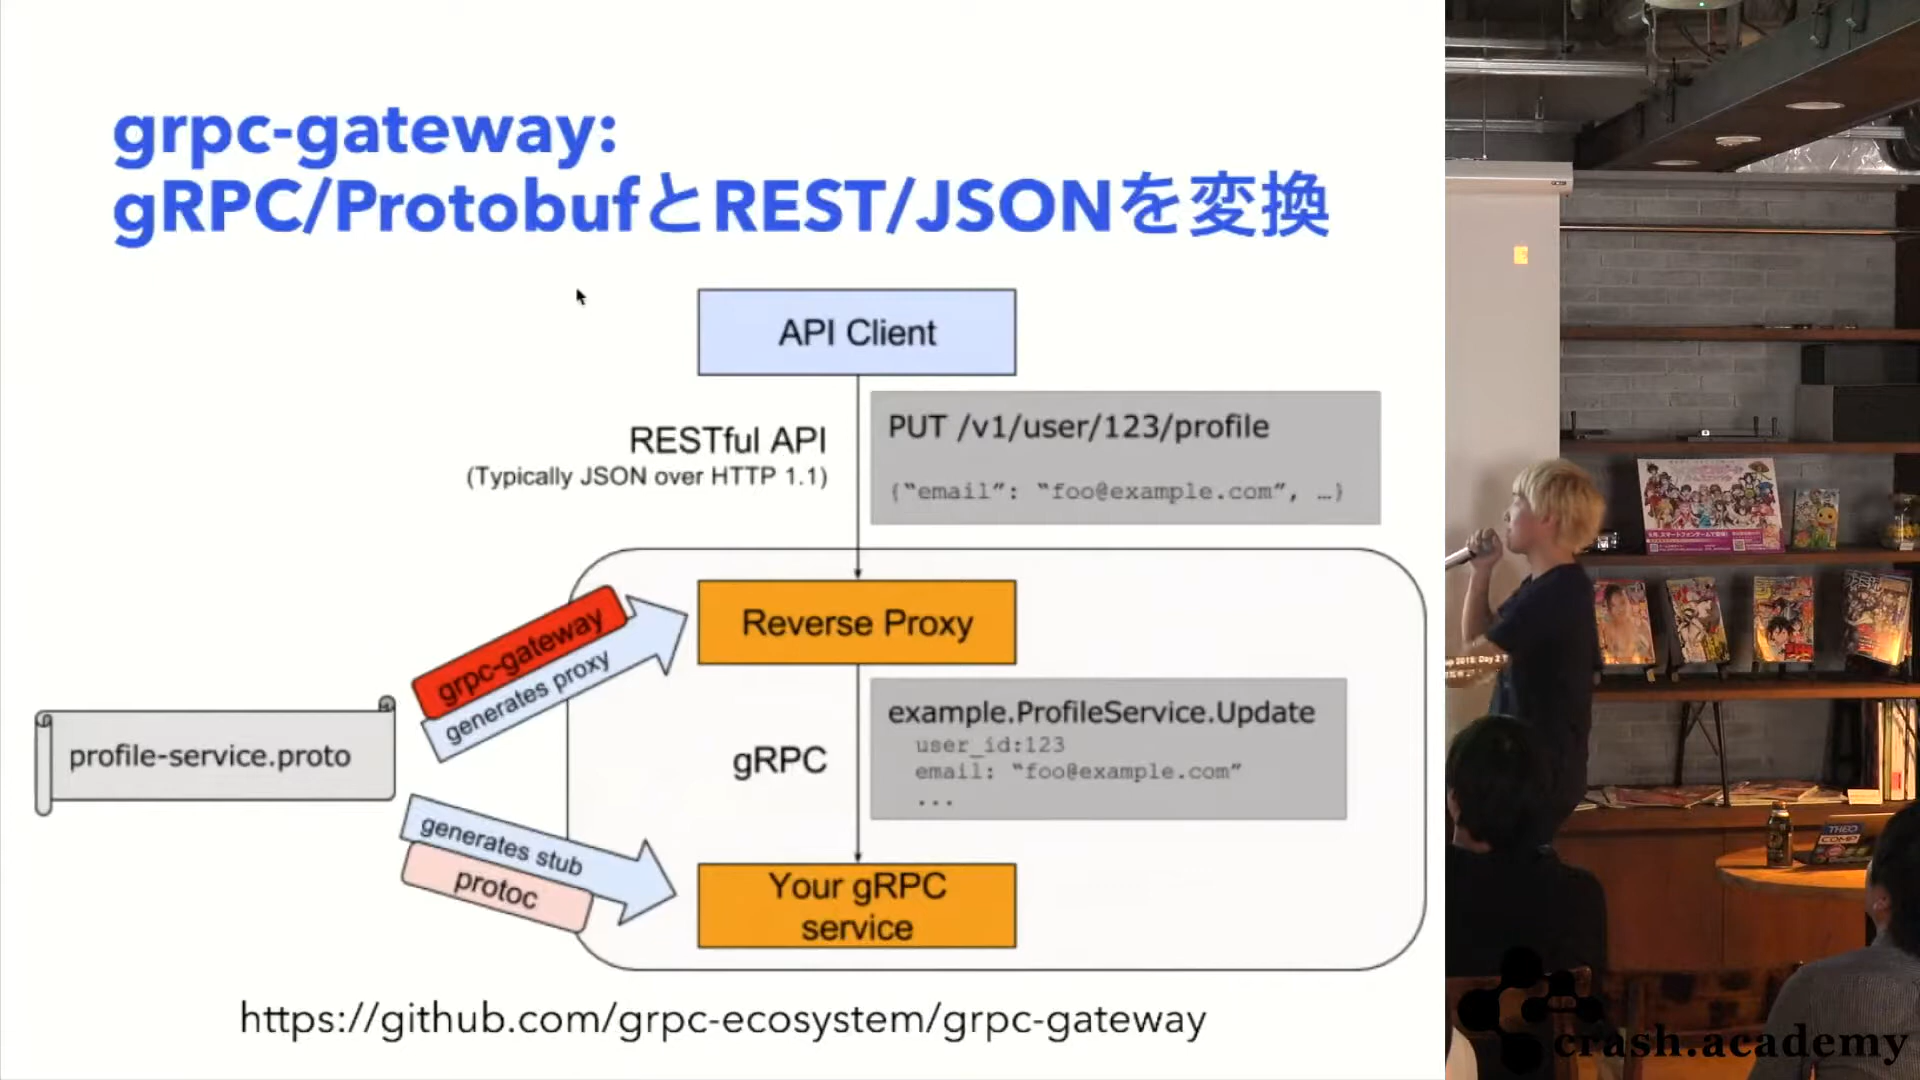 grpc-gateway:
gRPC/ProtobufとREST/JSONを変換
API Client
RESTful API
(Typically JSON over HTTP 1.1)
PUT /v1/user/123/profile
{“email”: “foo@example.com”, …}
Reverse Proxy
grpc-gateway
generates proxy
profile-service.proto
gRPC
example.ProfileService.Update
user_id:123
email: “foo@example.com”
...
generates stub
protoc
Your gRPC
service
https://github.com/grpc-ecosystem/grpc-gateway
THEO
crash.academy